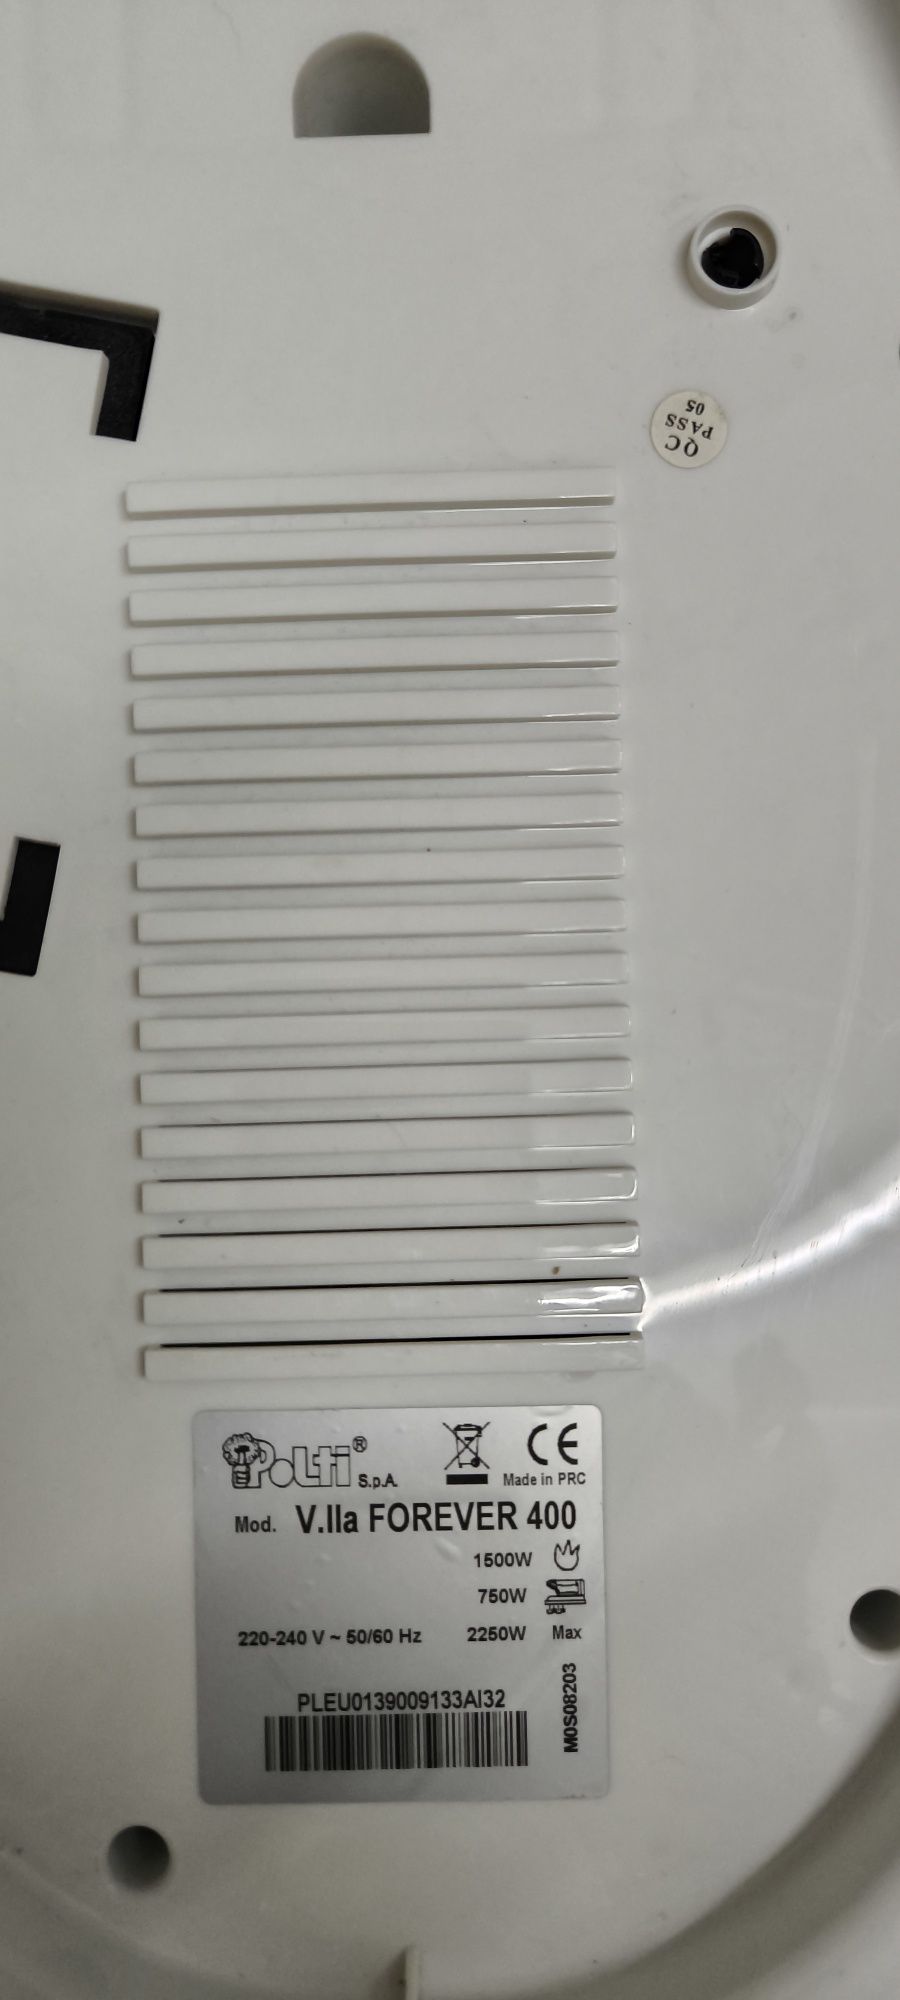 QC
PASS
05
Polti® S.p.A.
CE
Made in PRC
Mod. V.IIa FOREVER 400
1500W
750W
220-240 V ~ 50/60 Hz 2250W Max
PLEU0139009133AI32
M0S08203